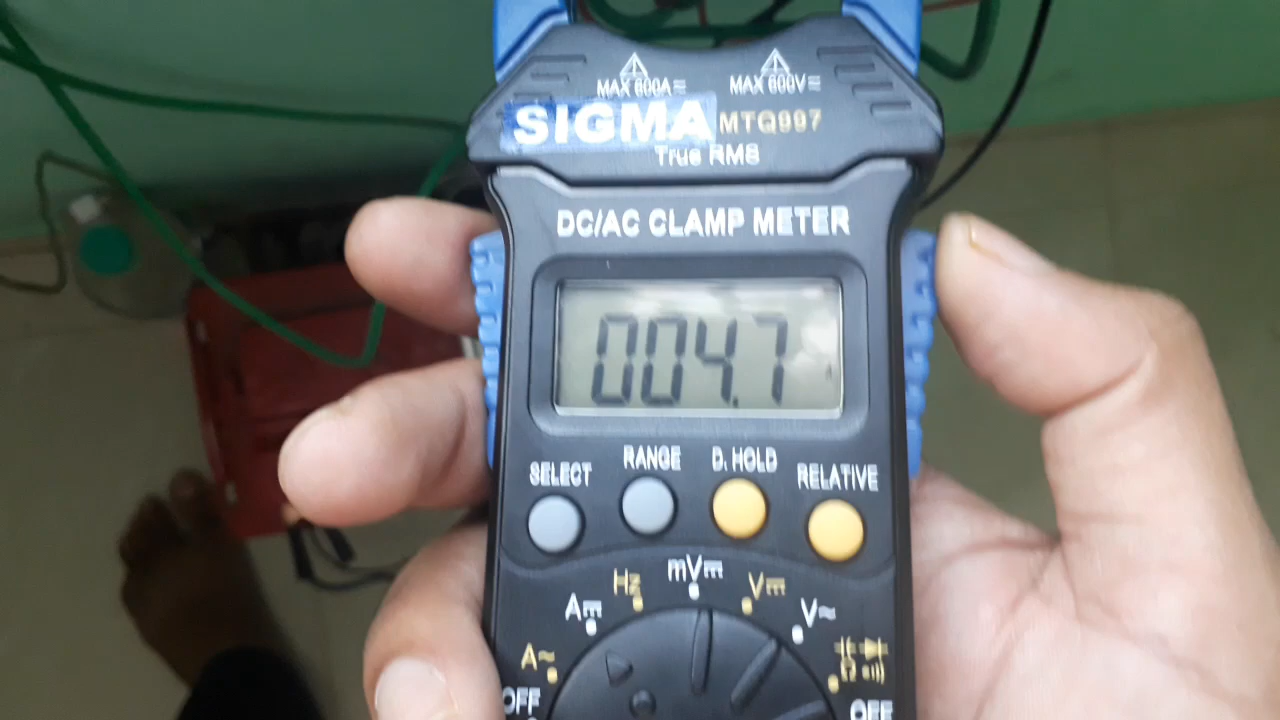 MAX 600A⎓
MAX 600V⎓
SIGMA MTQ997
True RMS
DC/AC CLAMP METER
004.7
SELECT
RANGE
D. HOLD
RELATIVE
mV⎓
Hz
V⎓
A⎓
V~
A~
Ω
OFF
OFF